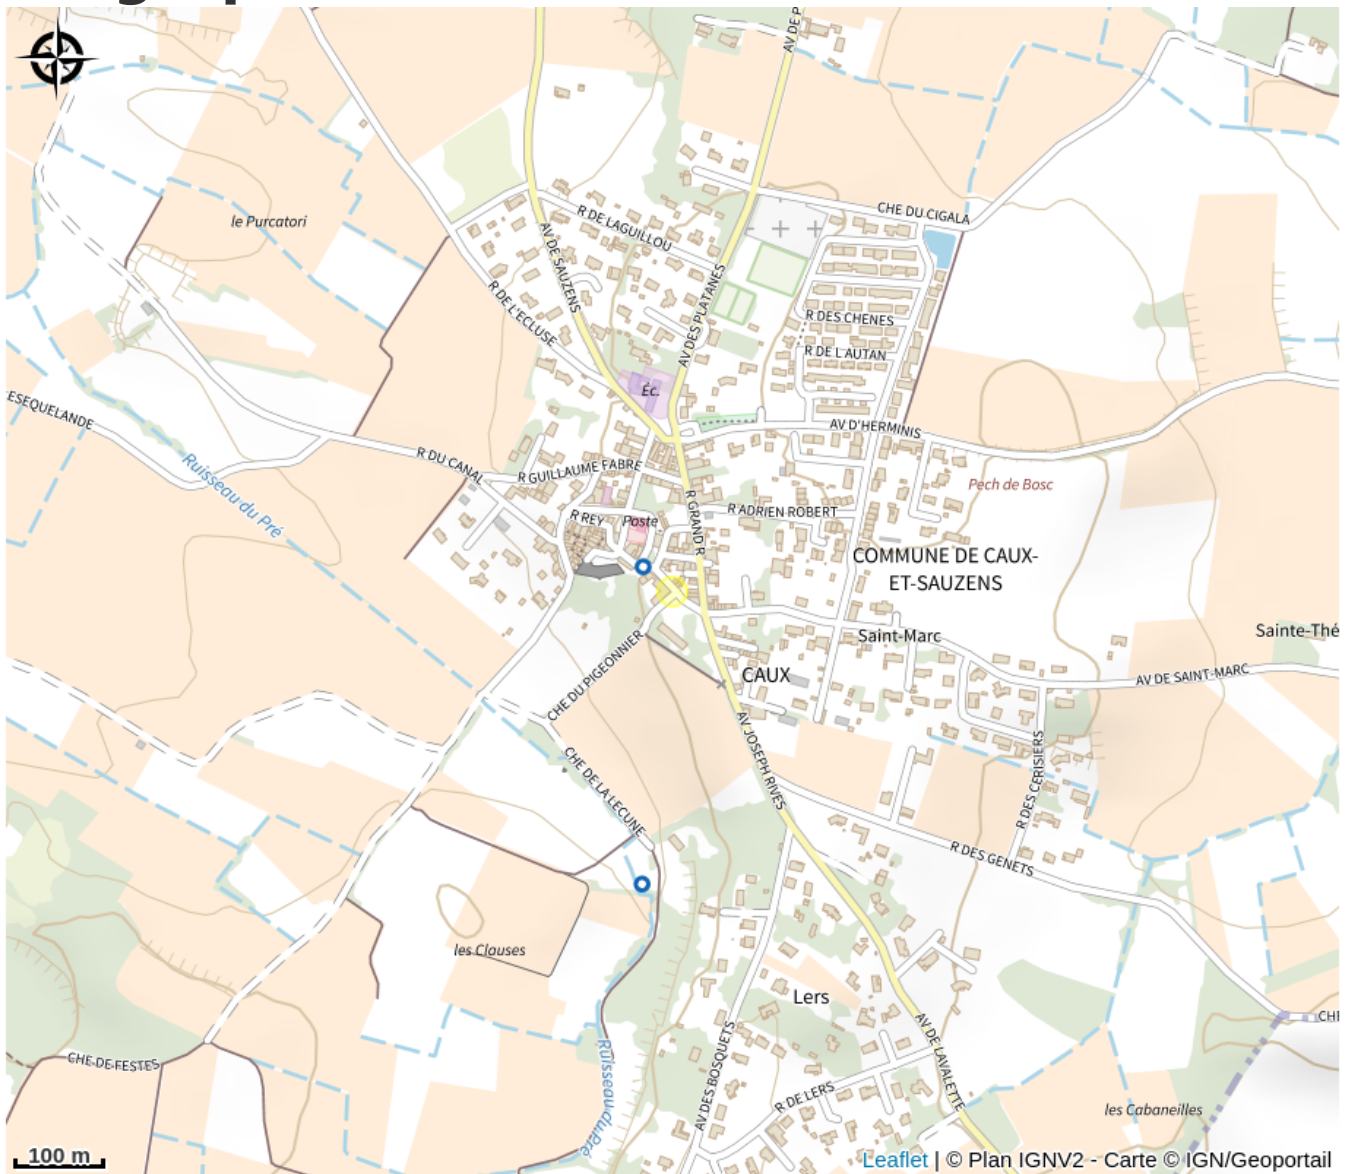 AV DE P
le Purcatori
R DE LAGUILLOU
CHE DU CIGALA
AV DE SAUZENS
R DE L'ECLUSE
AV DES PLATANES
R DES CHENES
R DE L'AUTAN
Éc.
ESEQUELANDE
AV D'HERMINIS
R DU CANAL
R GUILLAUME FABRE
Ruisseau du Pré
Pech de Bosc
R REY
Poste
R GRAND R
R ADRIEN ROBERT
COMMUNE DE CAUX-
ET-SAUZENS
Saint-Marc
Sainte-Thé
CHE DU PIGEONNIER
CAUX
AV DE SAINT-MARC
AV JOSEPH RIVES
CHE DE LA LECUNE
R DES CERISIERS
R DES GENETS
les Clauses
Lers
CHE
AV DE LAVALETTE
AV DES BOSQUETS
Ruisseau du Pré
CHE DE FESTES
R DE LERS
les Cabaneilles
100 m
Leaflet | © Plan IGNV2 - Carte © IGN/Geoportail